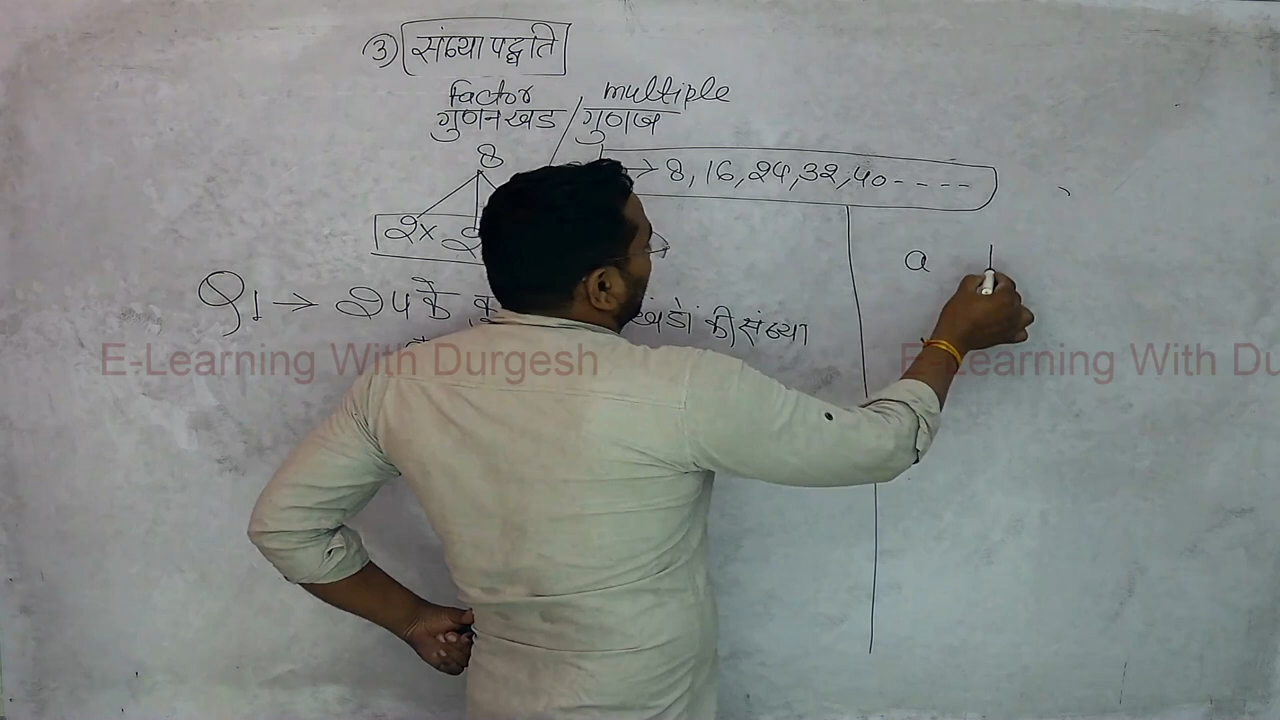 ③ संख्या पद्धति
factor / multiple
गुणनखंड / गुणज
8 → 8, 16, 24, 32, 40-----
2× 2
a
Q1 → 24 के खंडो की संख्या
E-Learning With Durgesh E-Learning With Du